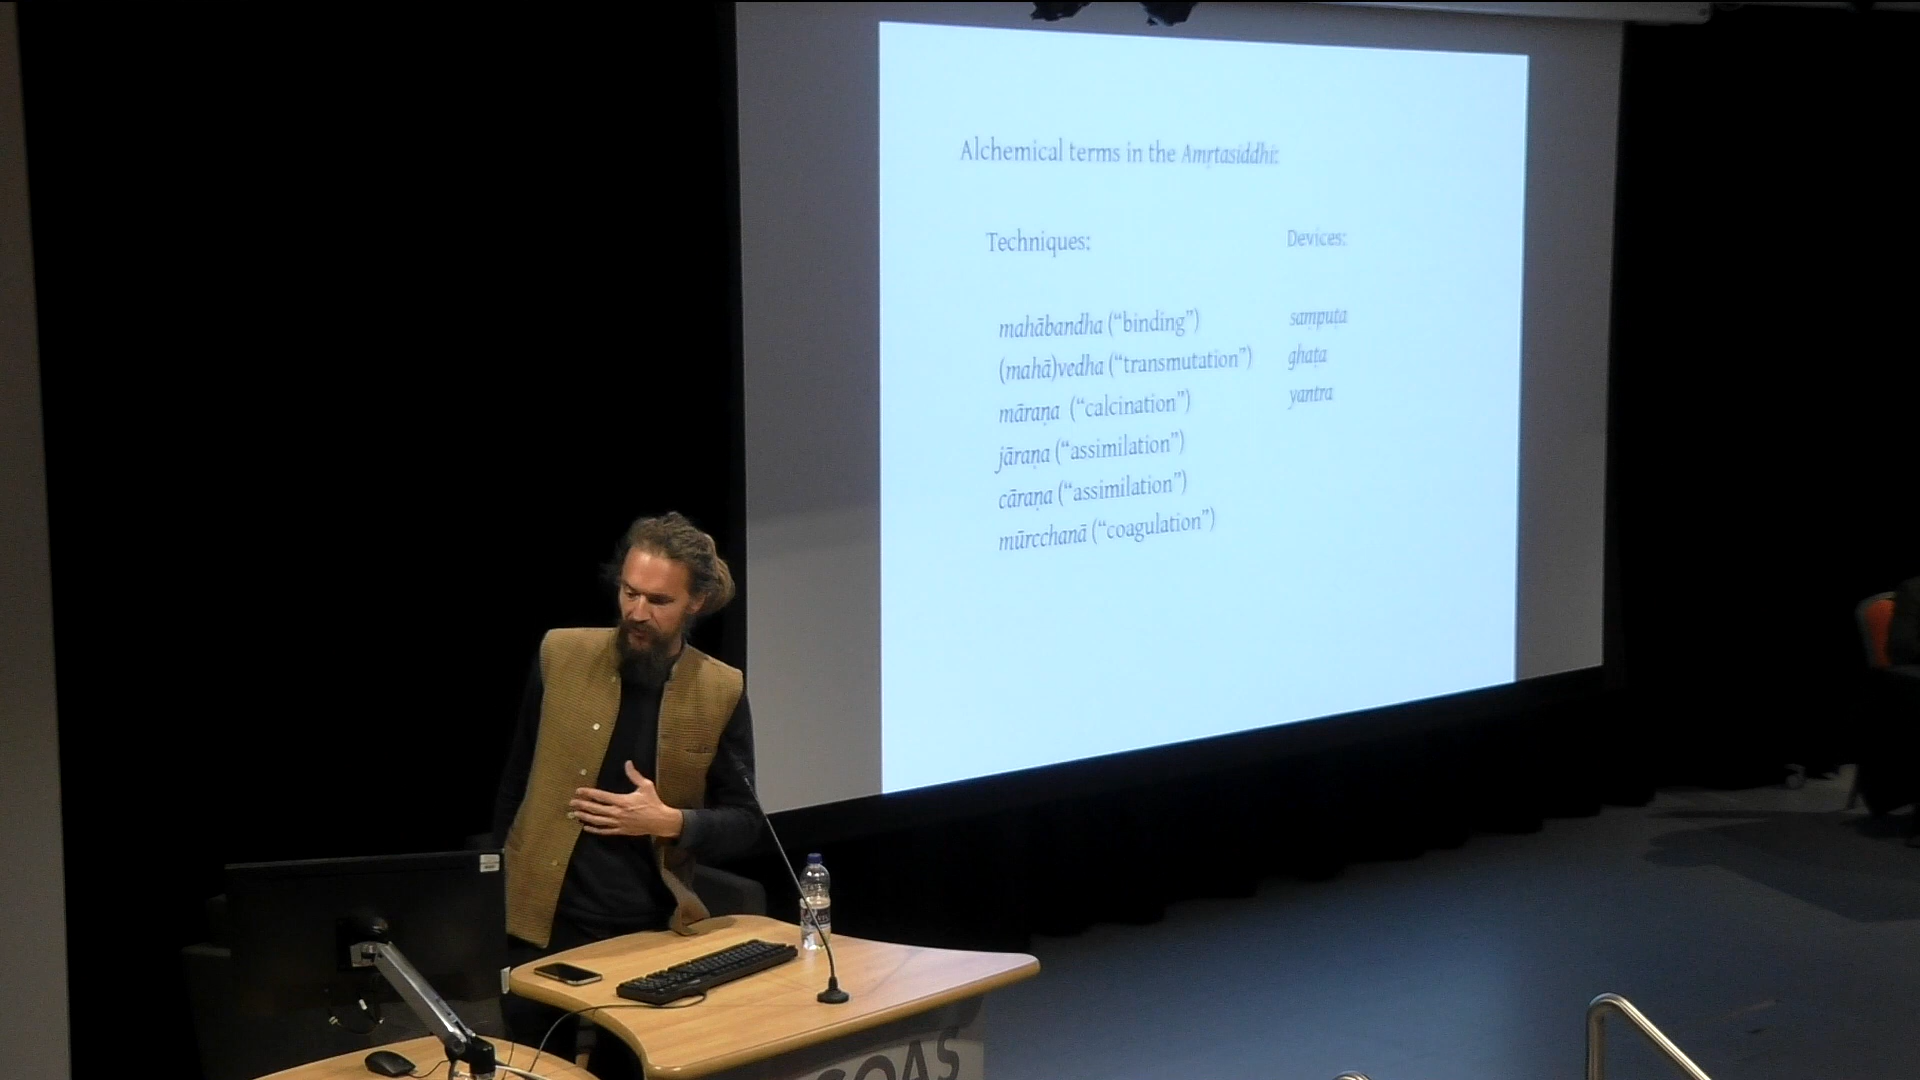 Alchemical terms in the Amṛtasiddhi:
Techniques:
mahābandha (“binding”)
(mahā)vedha (“transmutation”)
māraṇa (“calcination”)
jāraṇa (“assimilation”)
cāraṇa (“assimilation”)
mūrcchanā (“coagulation”)
Devices:
saṃpuṭa
ghaṭa
yantra
SOAS